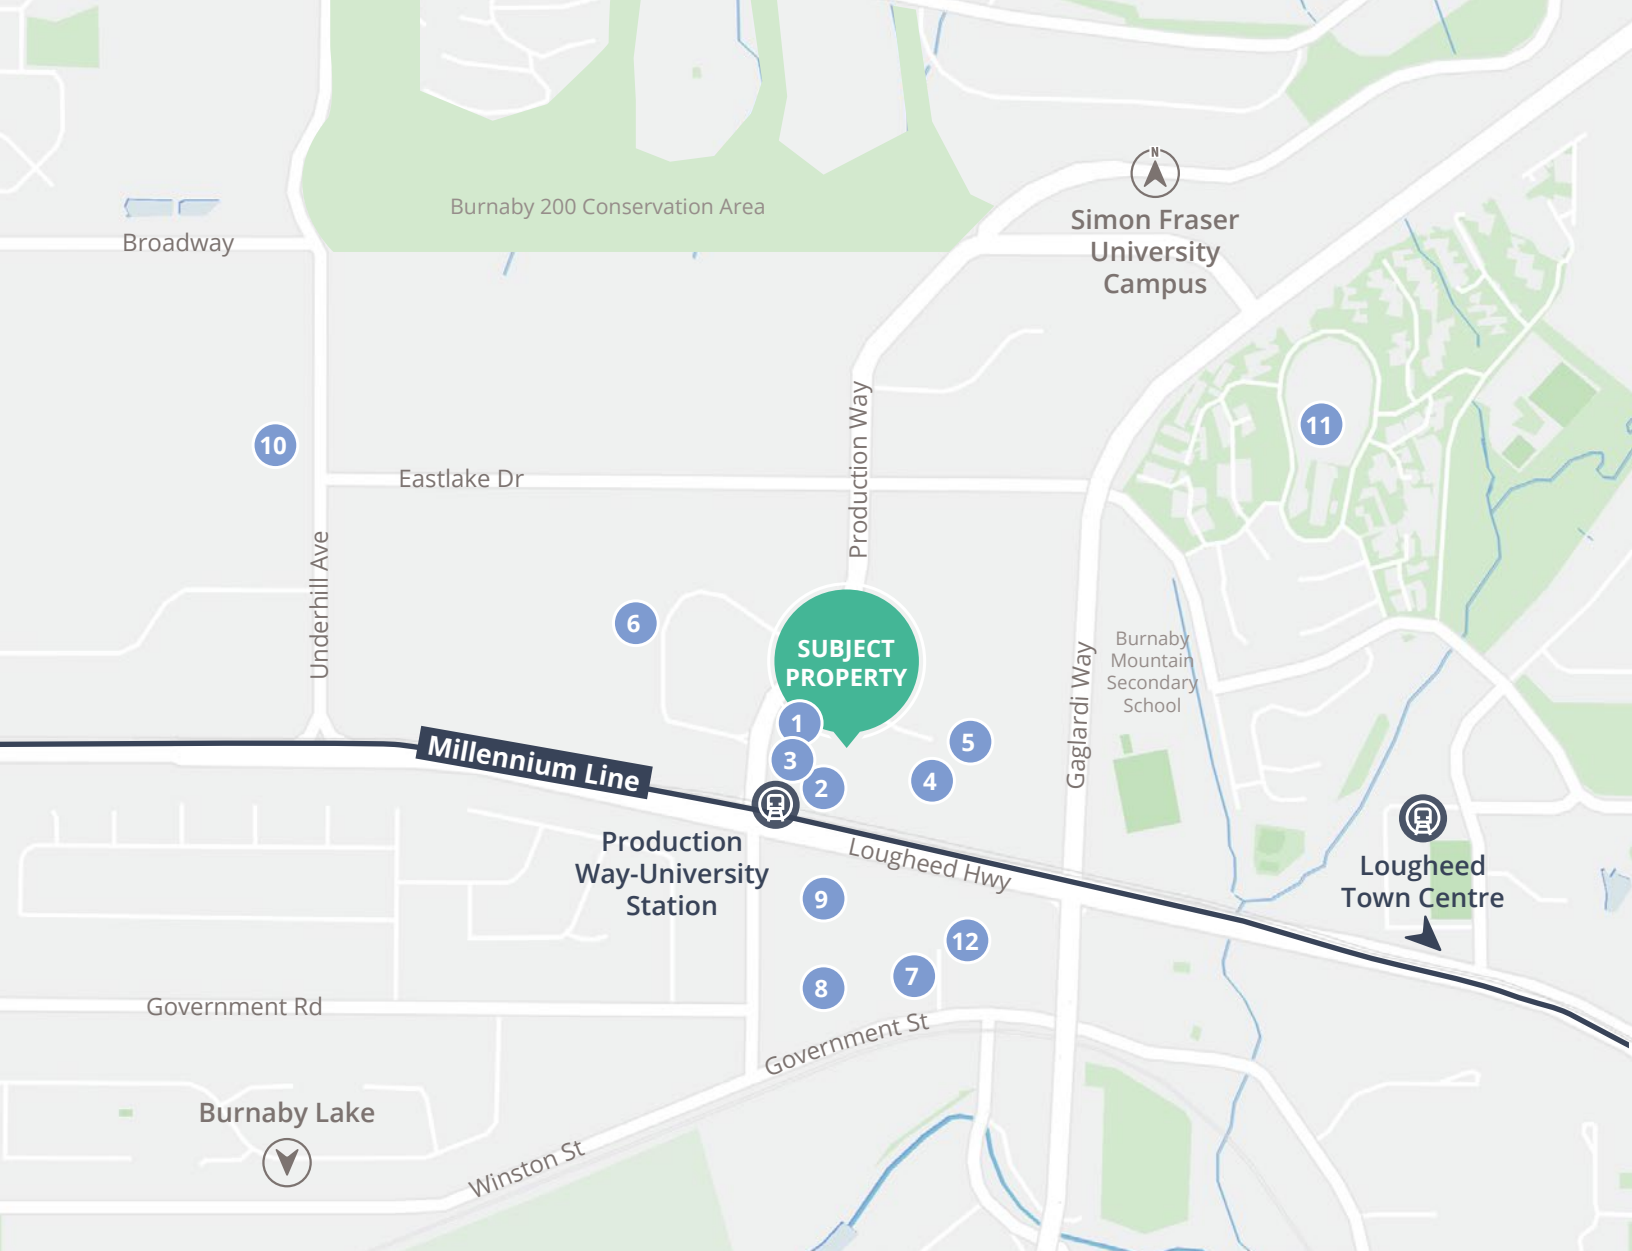 N
Simon Fraser
University
Campus
Burnaby 200 Conservation Area
Broadway
10
11
Eastlake Dr
Production Way
Underhill Ave
6
SUBJECT
PROPERTY
Burnaby
Mountain
Secondary
School
Gaglardi Way
1
3
2
5
4
Millennium Line
Production
Way-University
Station
Lougheed Hwy
Lougheed
Town Centre
9
12
7
8
Government Rd
Government St
Burnaby Lake
Winston St